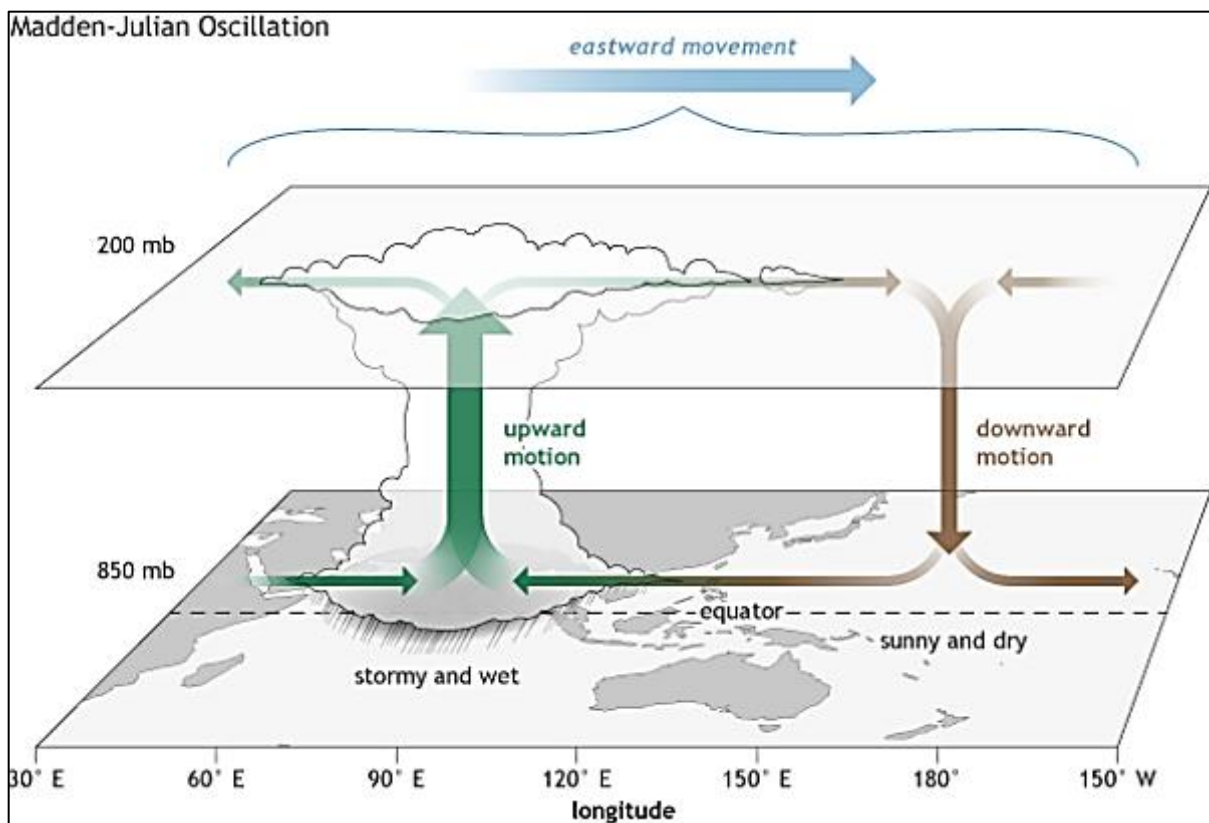 Madden-Julian Oscillation
eastward movement
200 mb
upward
motion
downward
motion
850 mb
equator
sunny and dry
stormy and wet
30° E 60° E 90° E 120° E 150° E 180° 150° W
longitude